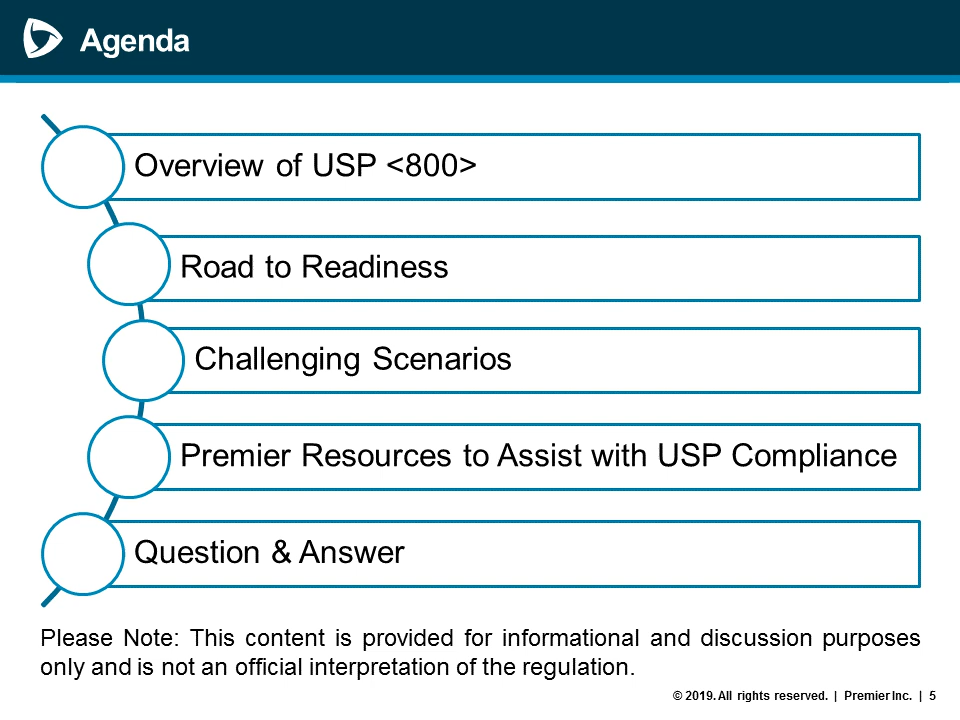 Agenda
Overview of USP <800>
Road to Readiness
Challenging Scenarios
Premier Resources to Assist with USP Compliance
Question & Answer
Please Note: This content is provided for informational and discussion purposes
only and is not an official interpretation of the regulation.
© 2019. All rights reserved. | Premier Inc. | 5